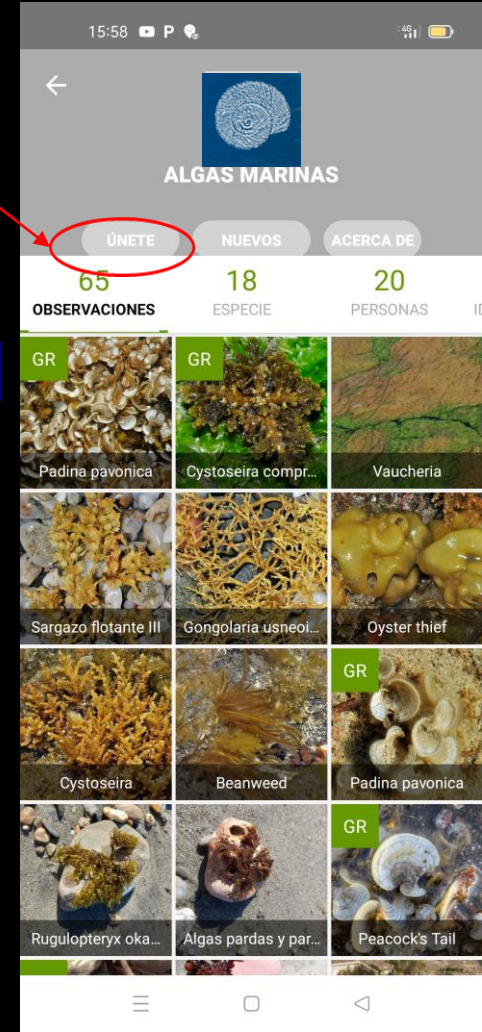 15:58 P 4G
ALGAS MARINAS
ÚNETE NUEVOS ACERCA DE
65 18 20
OBSERVACIONES ESPECIE PERSONAS ID
GR GR
Padina pavonica Cystoseira compr... Vaucheria
Sargazo flotante III Gongolaria usneoi... Oyster thief
GR
Cystoseira Beanweed Padina pavonica
GR
Rugulopteryx oka... Algas pardas y par... Peacock's Tail